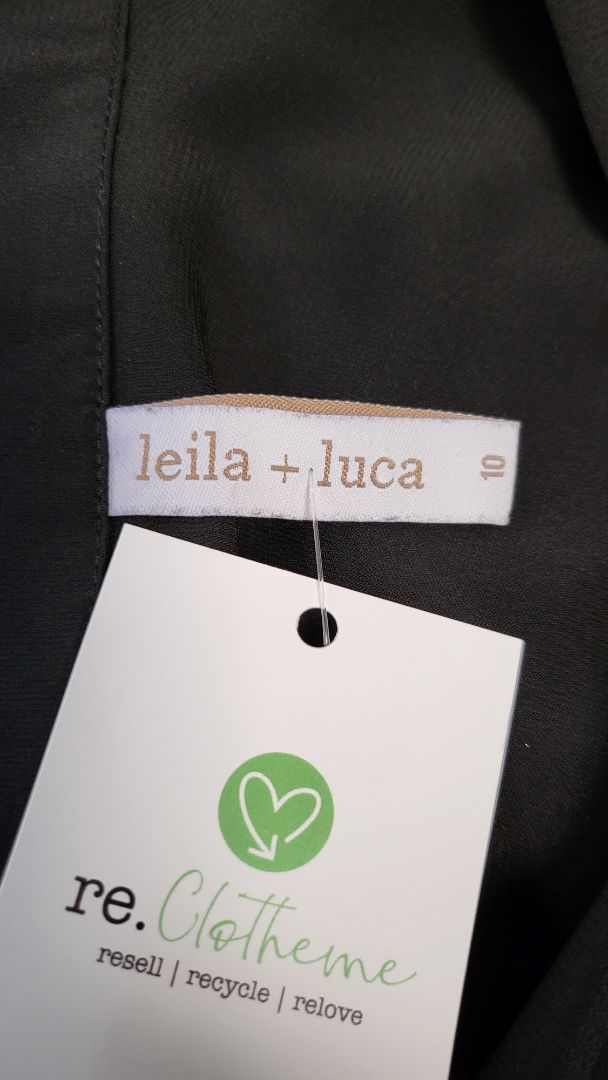 leila + luca 10
re.Clotheme
resell | recycle | relove